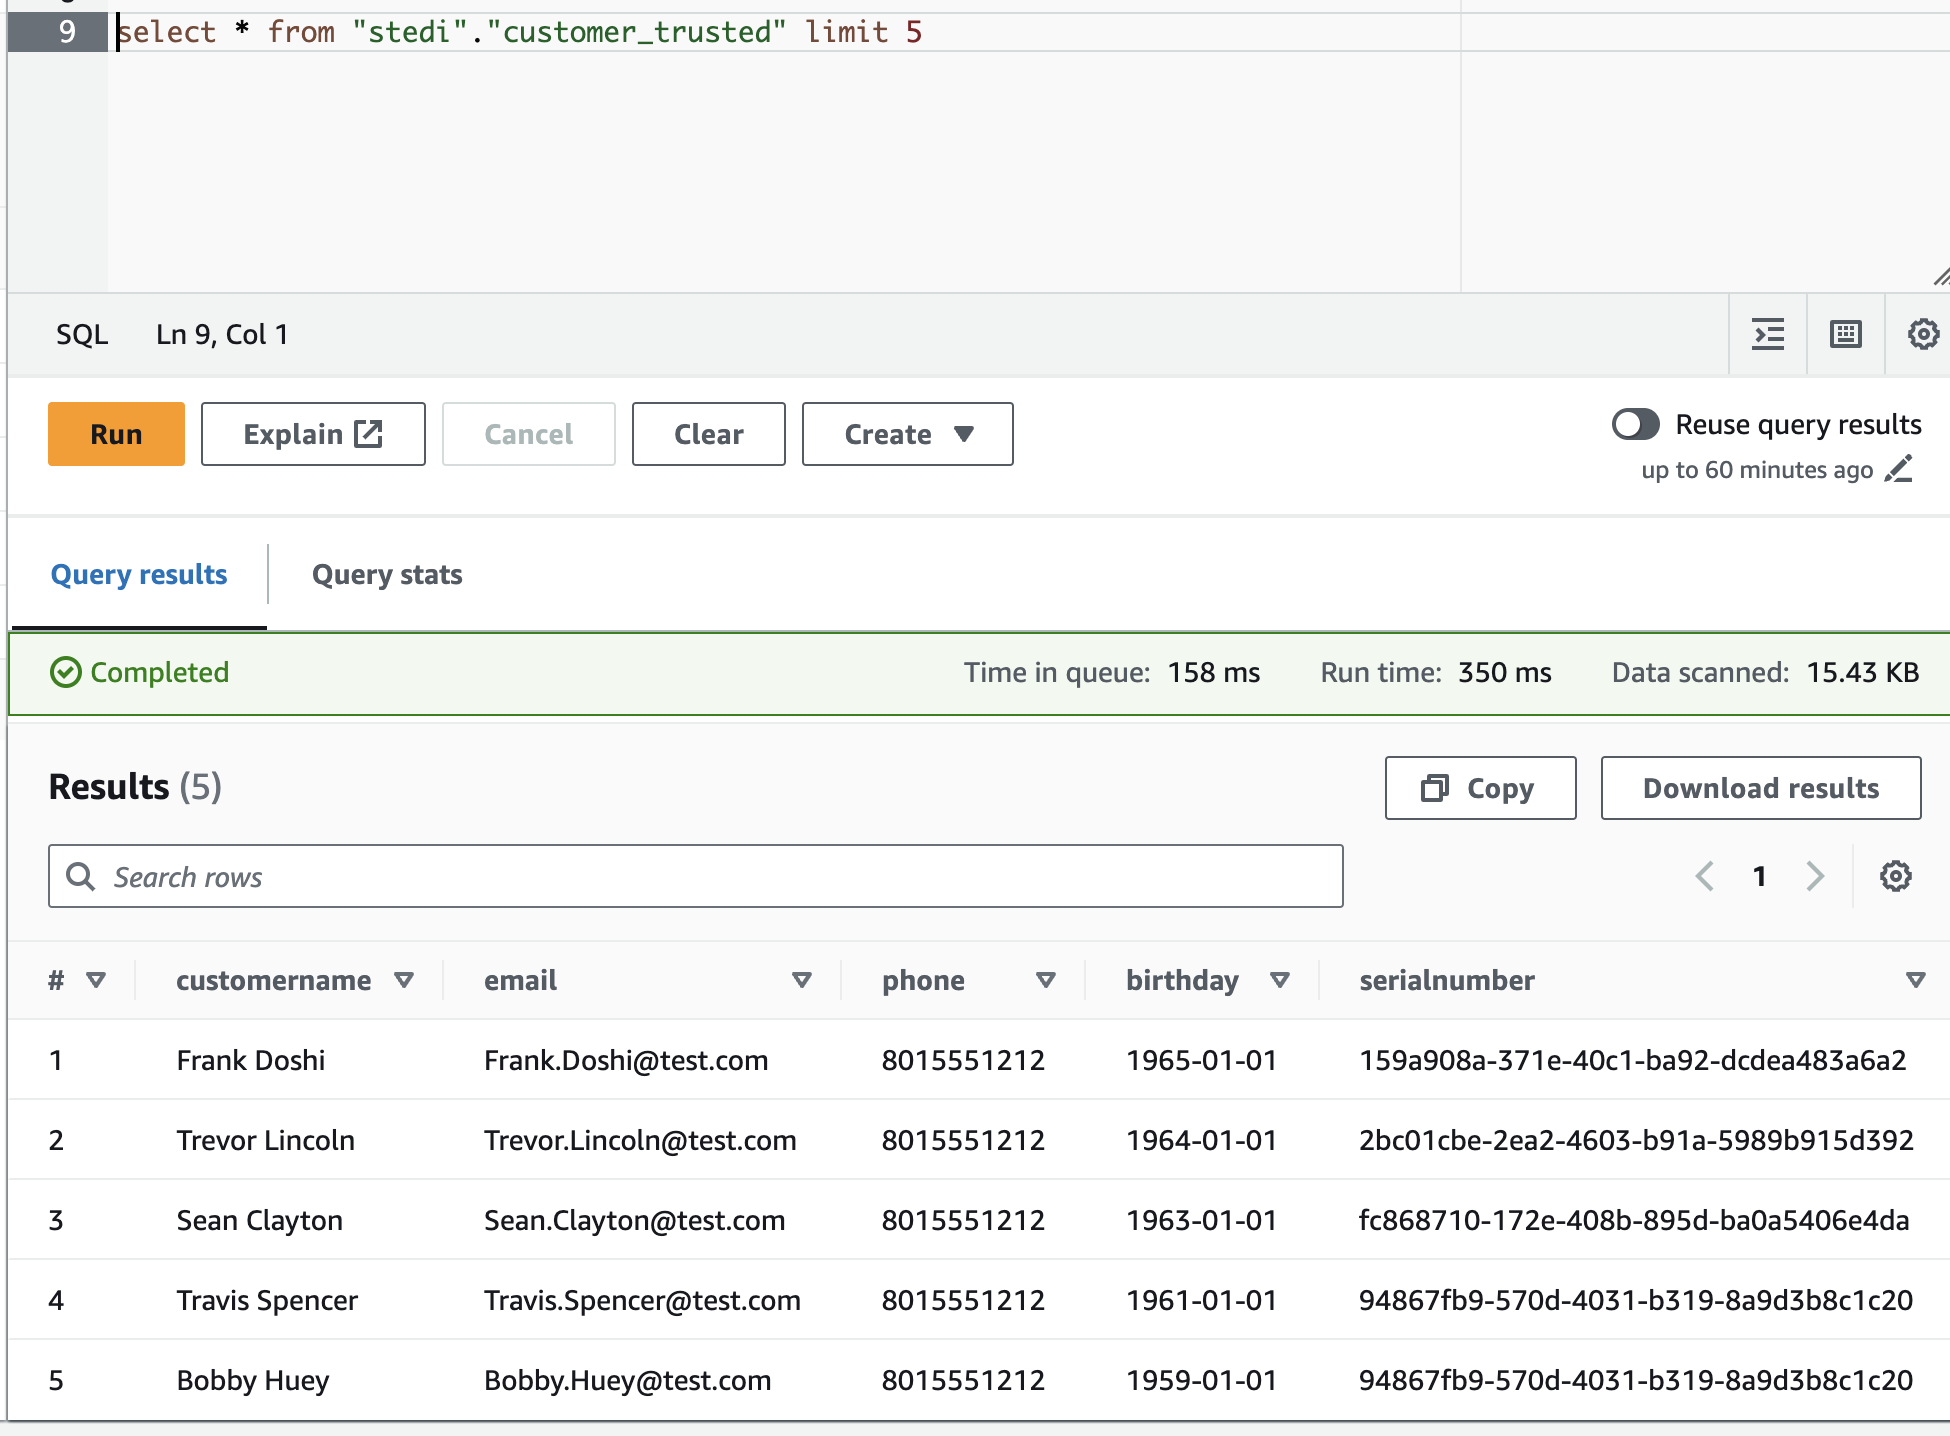 9 select * from "stedi"."customer_trusted" limit 5
SQL Ln 9, Col 1
Run Explain Cancel Clear Create Reuse query results
up to 60 minutes ago
Query results Query stats
Completed Time in queue: 158 ms Run time: 350 ms Data scanned: 15.43 KB
Results (5) Copy Download results
Search rows 1
# customername email phone birthday serialnumber
1 Frank Doshi Frank.Doshi@test.com 8015551212 1965-01-01 159a908a-371e-40c1-ba92-dcdea483a6a2
2 Trevor Lincoln Trevor.Lincoln@test.com 8015551212 1964-01-01 2bc01cbe-2ea2-4603-b91a-5989b915d392
3 Sean Clayton Sean.Clayton@test.com 8015551212 1963-01-01 fc868710-172e-408b-895d-ba0a5406e4da
4 Travis Spencer Travis.Spencer@test.com 8015551212 1961-01-01 94867fb9-570d-4031-b319-8a9d3b8c1c20
5 Bobby Huey Bobby.Huey@test.com 8015551212 1959-01-01 94867fb9-570d-4031-b319-8a9d3b8c1c20